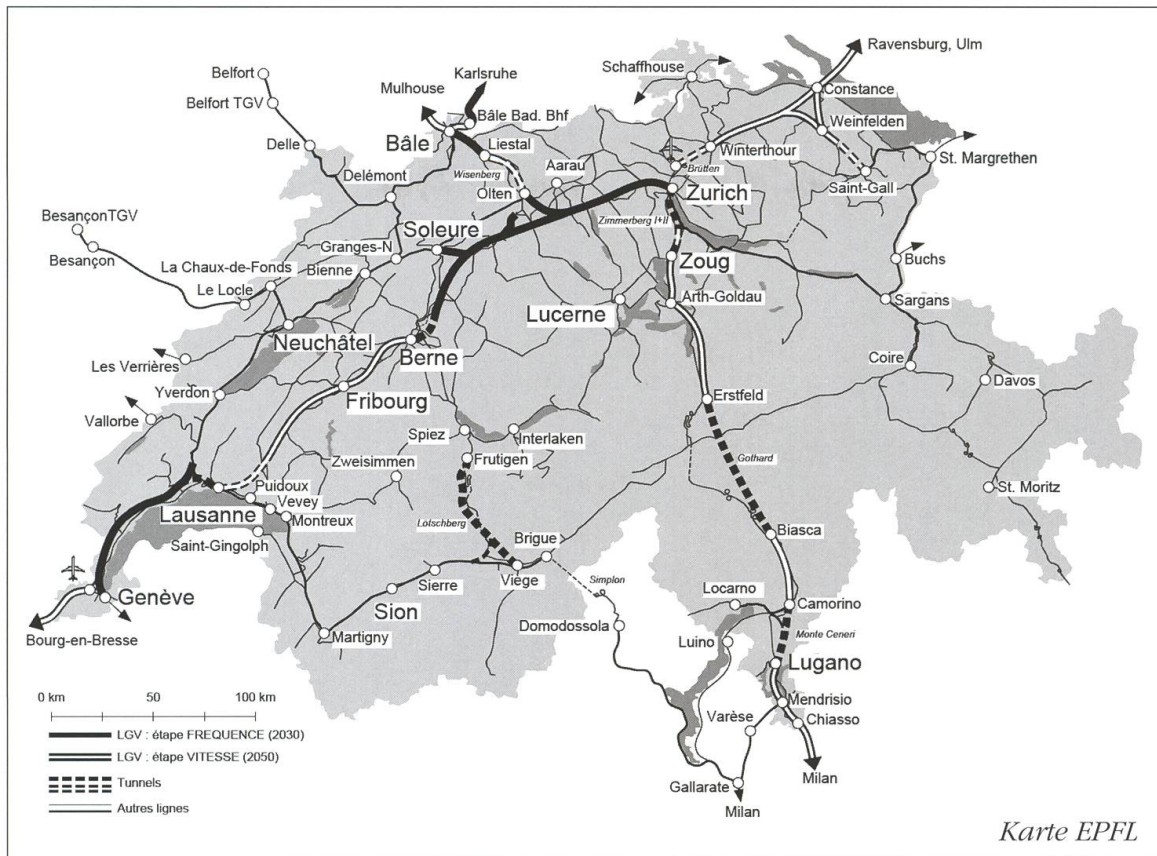 Ravensburg, Ulm
Schaffhouse
Belfort
Karlsruhe
Mulhouse
Constance
Belfort TGV
Bâle Bad. Bhf
Weinfelden
Bâle
Liestal
Winterthour
Delle
Brütten
St. Margrethen
Wisenberg
Aarau
Delémont
Olten
Saint-Gall
Zurich
BesançonTGV
Soleure
Zimmerberg I+II
Granges-N
Besançon
Zoug
Buchs
La Chaux-de-Fonds
Bienne
Le Locle
Arth-Goldau
Sargans
Lucerne
Neuchâtel
Berne
Les Verrières
Coire
Davos
Yverdon
Erstfeld
Fribourg
Vallorbe
Spiez
Interlaken
Frutigen
Gothard
Zweisimmen
Puidoux
St. Moritz
Vevey
Lausanne
Lötschberg
Montreux
Biasca
Saint-Gingolph
Brigue
Viège
Sierre
Simplon
Locarno
Genève
Sion
Camorino
Domodossola
Bourg-en-Bresse
Martigny
Luino
Monte Ceneri
Lugano
0 km 50 100 km
Mendrisio
Varèse
Chiasso
LGV : étape FREQUENCE (2030)
LGV : étape VITESSE (2050)
Tunnels
Milan
Gallarate
Autres lignes
Milan
Karte EPFL